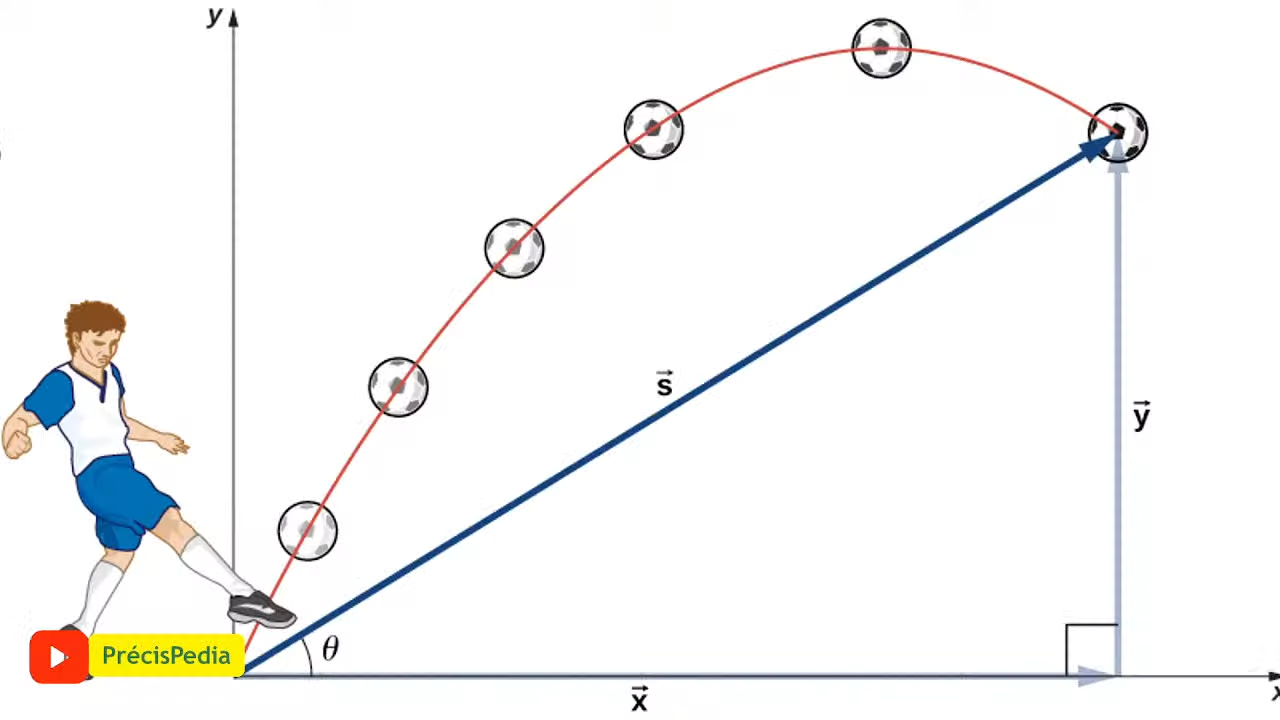 y
s⃗
y⃗
θ
PrécisPedia
x⃗
x